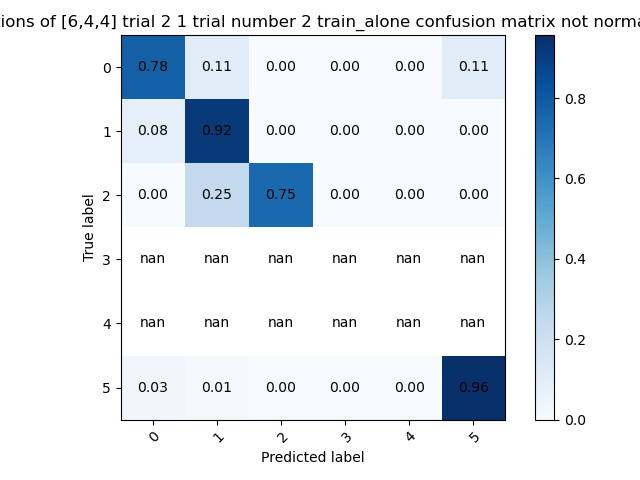 of [6,4,4] trial 2 1 trial number 2 train_alone confusion matrix not
0 0.78 0.11 0.00 0.00 0.00 0.11
1 0.08 0.92 0.00 0.00 0.00 0.00
2 0.00 0.25 0.75 0.00 0.00 0.00
3 nan nan nan nan nan nan
4 nan nan nan nan nan nan
5 0.03 0.01 0.00 0.00 0.00 0.96
0 1 2 3 4 5
Predicted label
True label
0.8
0.6
0.4
0.2
0.0